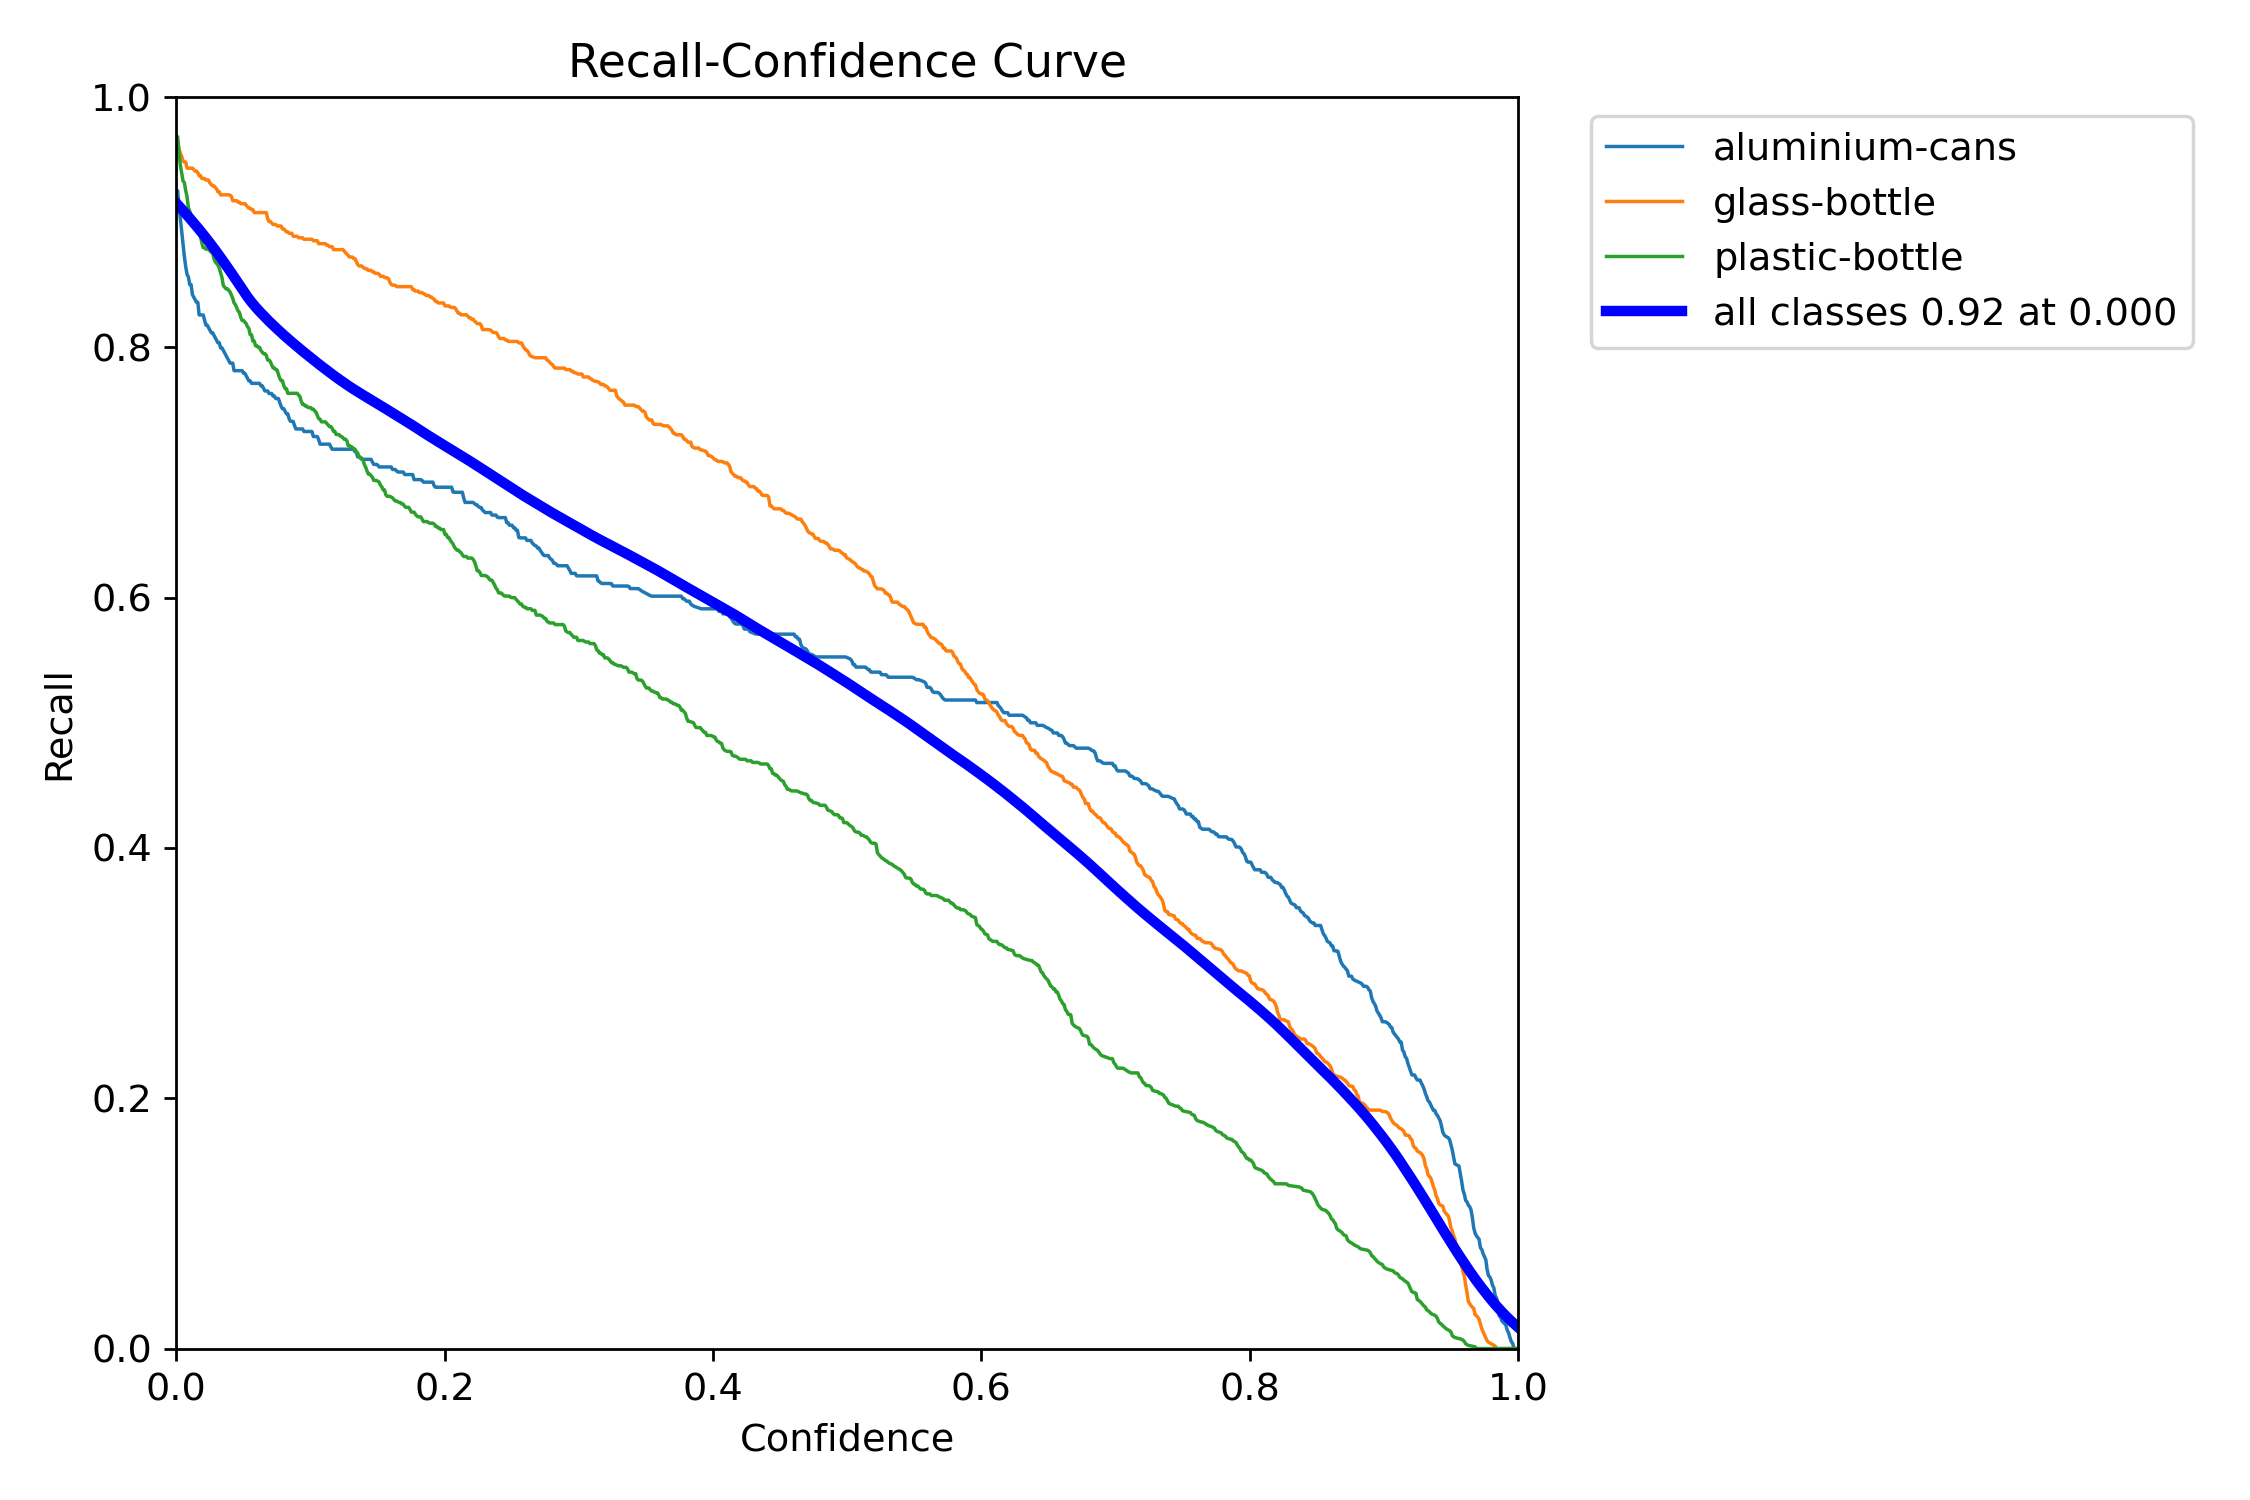 Recall-Confidence Curve
1.0
0.8
0.6
0.4
0.2
0.0
Recall
0.0 0.2 0.4 0.6 0.8 1.0
Confidence
aluminium-cans
glass-bottle
plastic-bottle
all classes 0.92 at 0.000